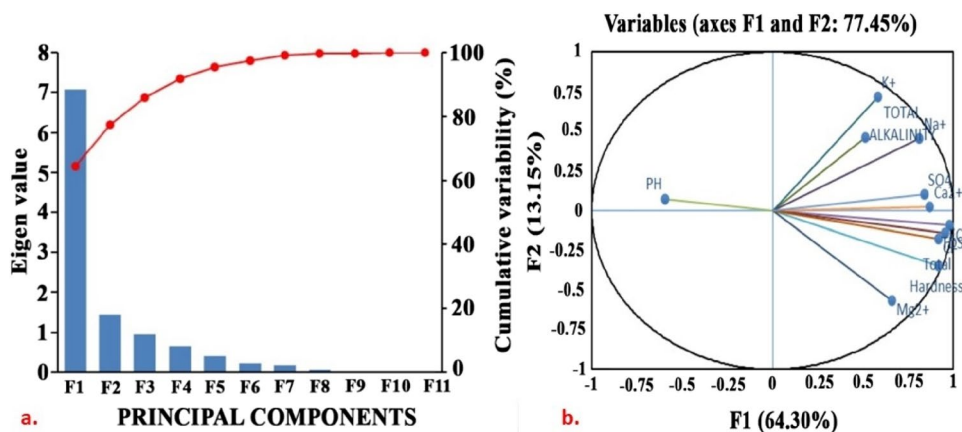 8
7
6
5
4
3
2
1
0
Eigen value
100
80
60
40
20
0
Cumulative variability (%)
F1 F2 F3 F4 F5 F6 F7 F8 F9 F10 F11
a. PRINCIPAL COMPONENTS
Variables (axes F1 and F2: 77.45%)
1
0.75
0.5
0.25
0
-0.25
-0.5
-0.75
-1
F2 (13.15%)
K+
TOTAL
Na+
ALKALINITY
PH
SO4
Ca2+
Total
Hardness
Mg2+
-1 -0.75 -0.5 -0.25 0 0.25 0.5 0.75 1
b. F1 (64.30%)